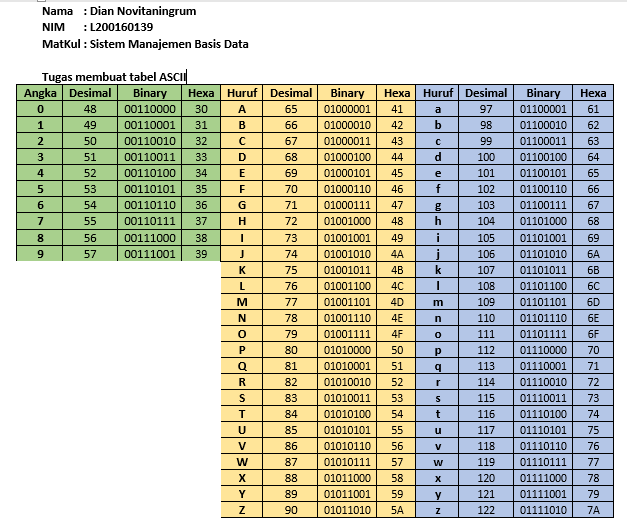 Nama : Dian Novitaningrum
NIM : L200160139
MatKul : Sistem Manajemen Basis Data
Tugas membuat tabel ASCII
Angka Desimal Binary Hexa Huruf Desimal Binary Hexa Huruf Desimal Binary Hexa
0 48 00110000 30 A 65 01000001 41 a 97 01100001 61
1 49 00110001 31 B 66 01000010 42 b 98 01100010 62
2 50 00110010 32 C 67 01000011 43 c 99 01100011 63
3 51 00110011 33 D 68 01000100 44 d 100 01100100 64
4 52 00110100 34 E 69 01000101 45 e 101 01100101 65
5 53 00110101 35 F 70 01000110 46 f 102 01100110 66
6 54 00110110 36 G 71 01000111 47 g 103 01100111 67
7 55 00110111 37 H 72 01001000 48 h 104 01101000 68
8 56 00111000 38 I 73 01001001 49 i 105 01101001 69
9 57 00111001 39 J 74 01001010 4A j 106 01101010 6A
K 75 01001011 4B k 107 01101011 6B
L 76 01001100 4C l 108 01101100 6C
M 77 01001101 4D m 109 01101101 6D
N 78 01001110 4E n 110 01101110 6E
O 79 01001111 4F o 111 01101111 6F
P 80 01010000 50 p 112 01110000 70
Q 81 01010001 51 q 113 01110001 71
R 82 01010010 52 r 114 01110010 72
S 83 01010011 53 s 115 01110011 73
T 84 01010100 54 t 116 01110100 74
U 85 01010101 55 u 117 01110101 75
V 86 01010110 56 v 118 01110110 76
W 87 01010111 57 w 119 01110111 77
X 88 01011000 58 x 120 01111000 78
Y 89 01011001 59 y 121 01111001 79
Z 90 01011010 5A z 122 01111010 7A